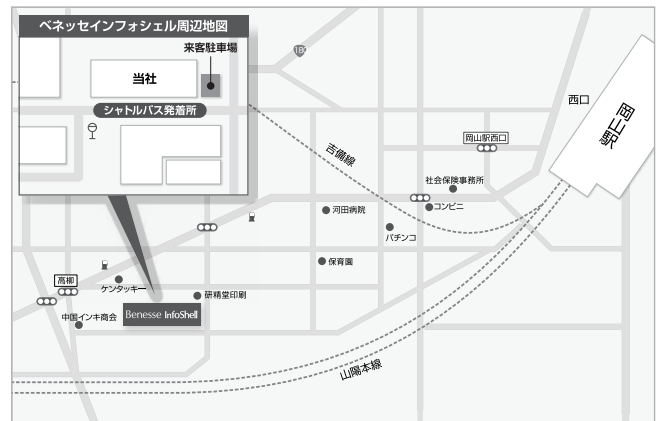 ベネッセインフォシェル周辺地図
来客駐車場
当社
シャトルバス発着所
180
西口
岡山駅
岡山駅西口
吉備線
社会保険事務所
コンビニ
河田病院
パチンコ
保育園
高柳
ケンタッキー
研精堂印刷
Benesse InfoShell
中国インキ商会
山陽本線